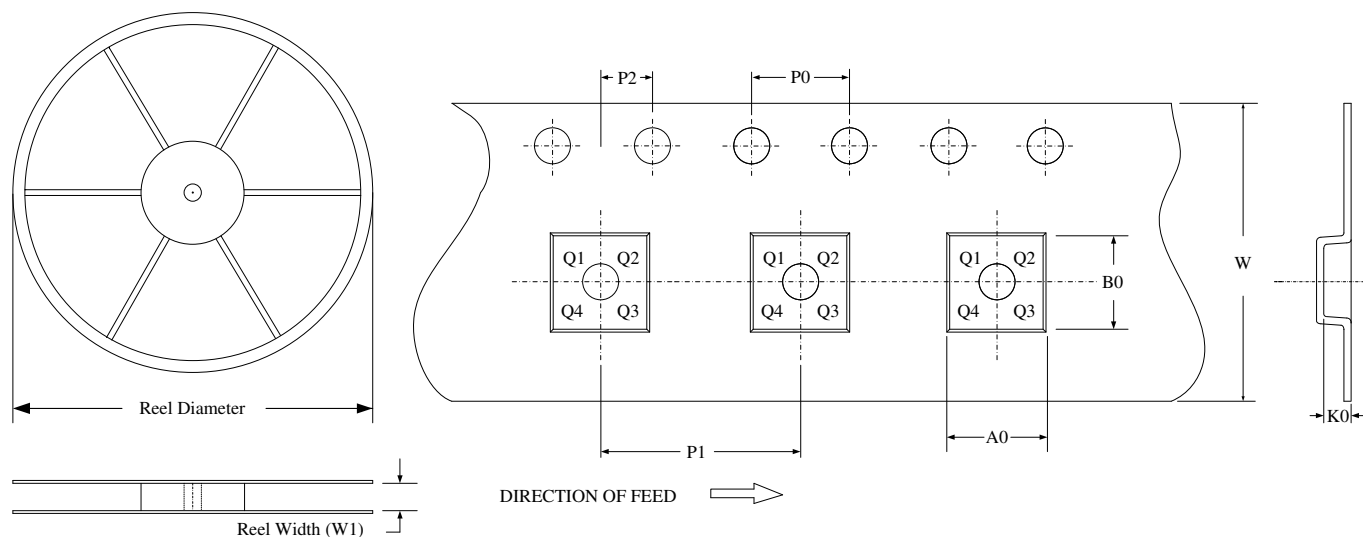 P2
P0
Q1 Q2
Q4 Q3
Q1 Q2
Q4 Q3
Q1 Q2
Q4 Q3
B0
W
K0
A0
P1
Reel Diameter
DIRECTION OF FEED
Reel Width (W1)